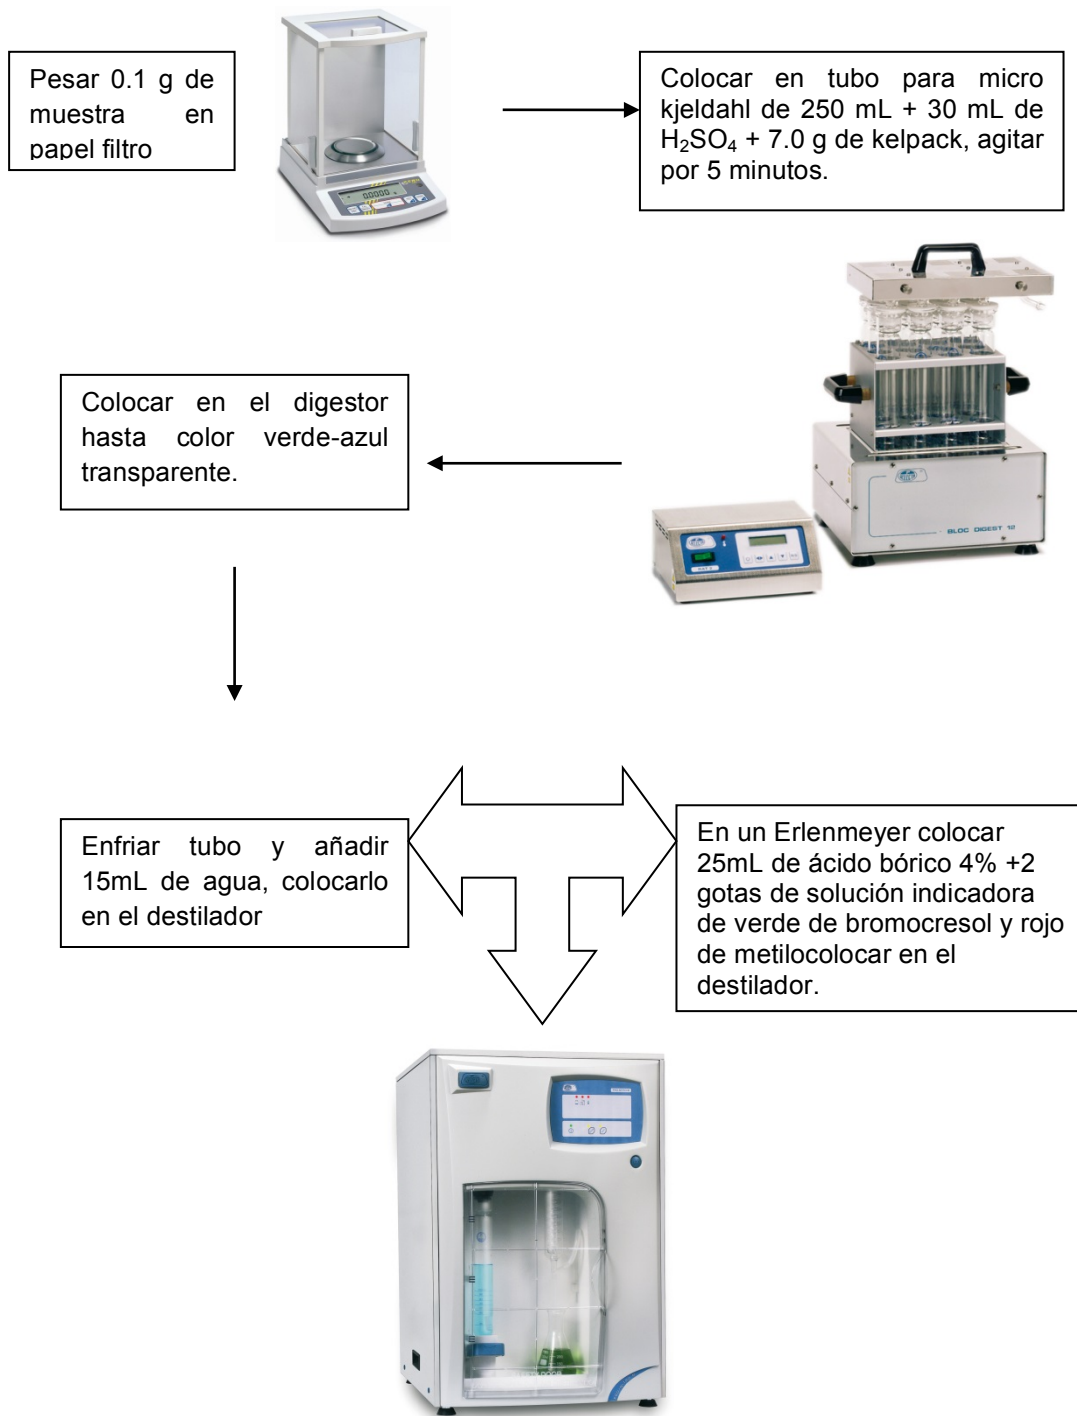 Pesar 0.1 g de
muestra en
papel filtro
0.0000
Colocar en tubo para micro
kjeldahl de 250 mL + 30 mL de
H₂SO₄ + 7.0 g de kelpack, agitar
por 5 minutos.
BLOC DIGEST 12
Colocar en el digestor
hasta color verde-azul
transparente.
Enfriar tubo y añadir
15mL de agua, colocarlo
en el destilador
En un Erlenmeyer colocar
25mL de ácido bórico 4% +2
gotas de solución indicadora
de verde de bromocresol y rojo
de metilocolocar en el
destilador.